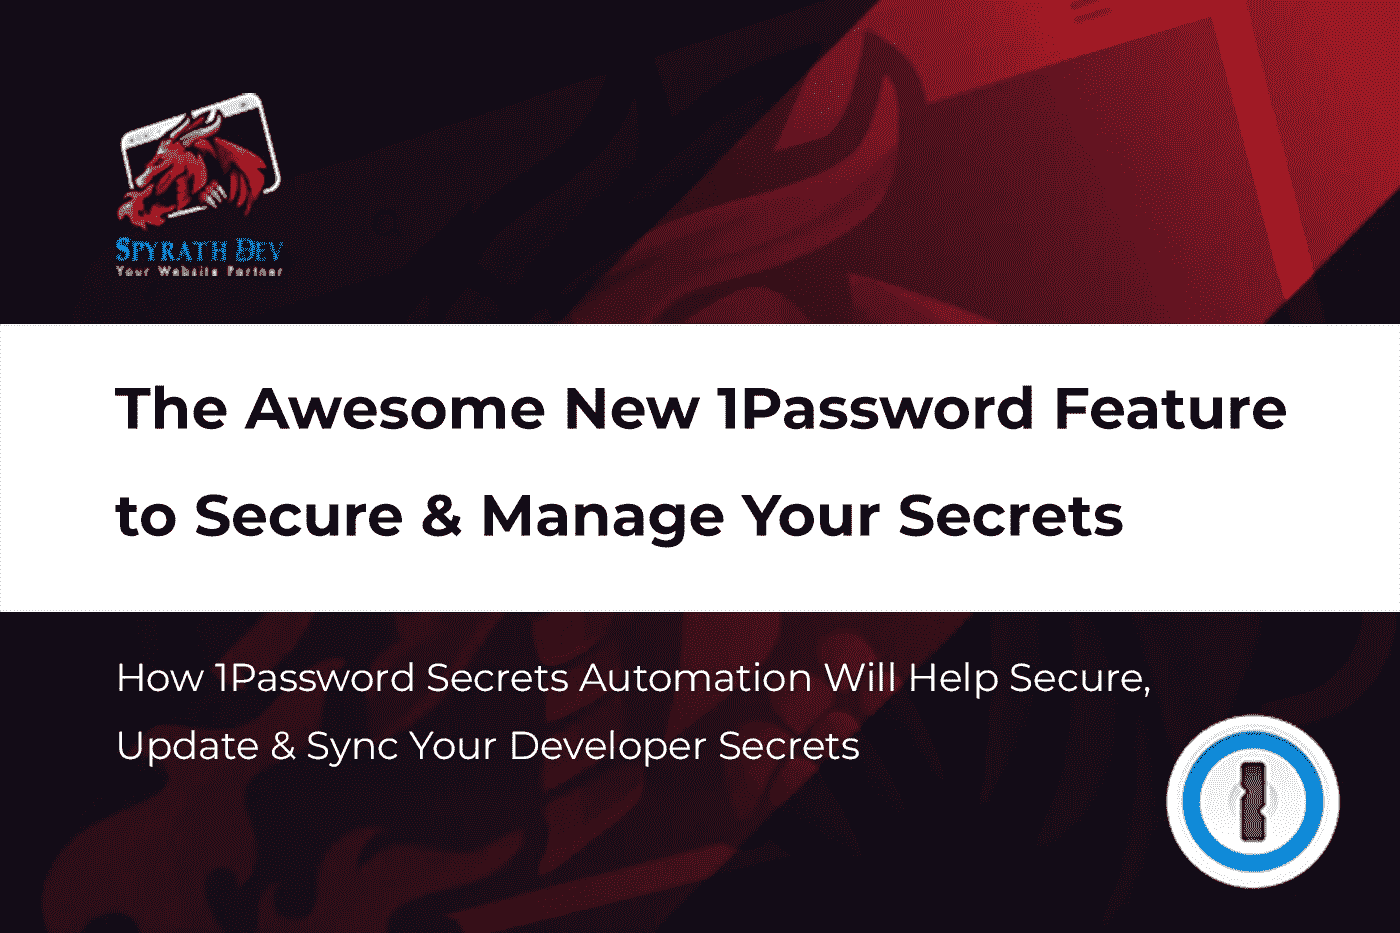 SPYRATH DEV
Your Website Partner
The Awesome New 1Password Feature
to Secure & Manage Your Secrets
How 1Password Secrets Automation Will Help Secure,
Update & Sync Your Developer Secrets